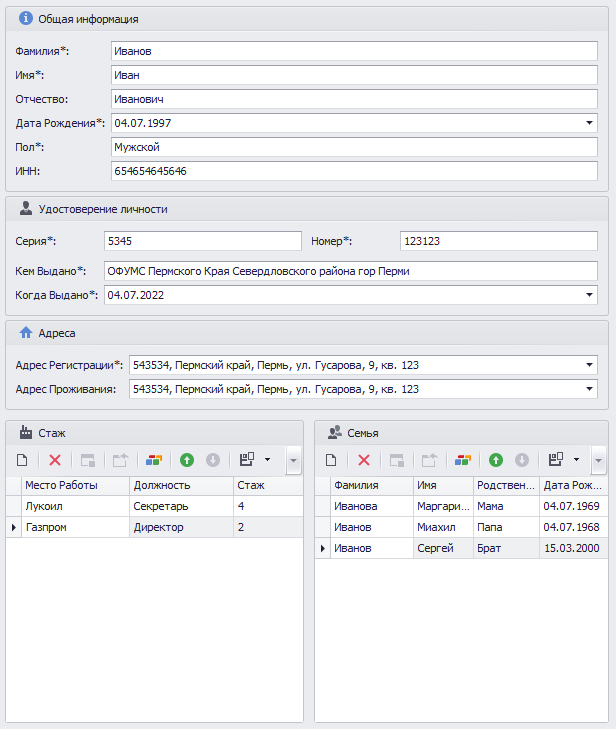 Общая информация
Фамилия*: Иванов
Имя*: Иван
Отчество: Иванович
Дата Рождения*: 04.07.1997
Пол*: Мужской
ИНН: 654654645646
Удостоверение личности
Серия*: 5345 Номер*: 123123
Кем Выдано*: ОФУМС Пермского Края Севердловского района гор Перми
Когда Выдано*: 04.07.2022
Адреса
Адрес Регистрации*: 543534, Пермский край, Пермь, ул. Гусарова, 9, кв. 123
Адрес Проживания: 543534, Пермский край, Пермь, ул. Гусарова, 9, кв. 123
Стаж
Место Работы Должность Стаж
Лукоил Секретарь 4
Газпром Директор 2
Семья
Фамилия Имя Родствен... Дата Рож...
Иванова Маргари... Мама 04.07.1969
Иванов Миахил Папа 04.07.1968
Иванов Сергей Брат 15.03.2000